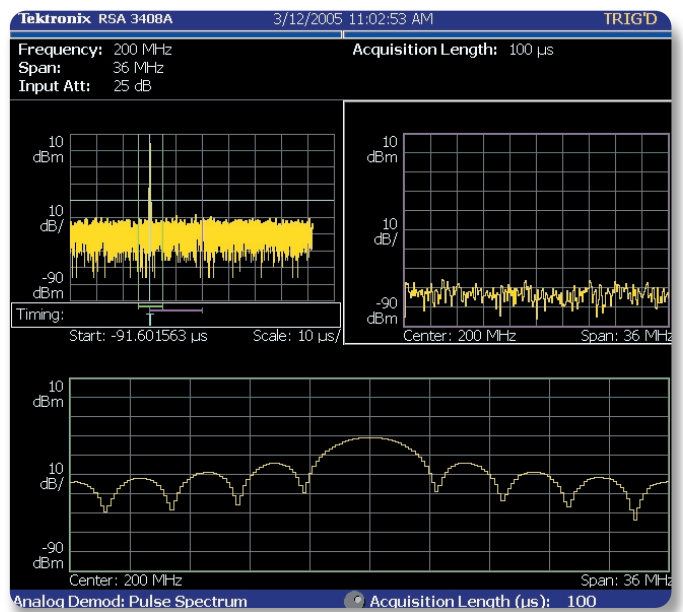 Tektronix RSA 3408A 3/12/2005 11:02:53 AM TRIG'D
Frequency: 200 MHz Acquisition Length: 100 µs
Span: 36 MHz
Input Att: 25 dB
10
dBm
10
dB/
-90
dBm
Timing:
T
Start: -91.601563 µs Scale: 10 µs/
10
dBm
10
dB/
-90
dBm
Center: 200 MHz Span: 36 MHz
10
dBm
10
dB/
-90
dBm
Center: 200 MHz Span: 36 MHz
Analog Demod: Pulse Spectrum Acquisition Length (µs): 100